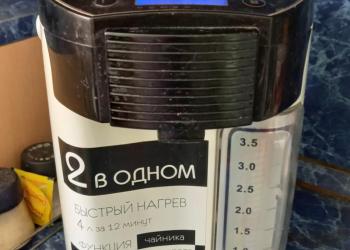 2 В ОДНОМ
БЫСТРЫЙ НАГРЕВ
4 Л ЗА 12 МИНУТ
ФУНКЦИЯ чайника
3.5
3.0
2.5
2.0
1.5